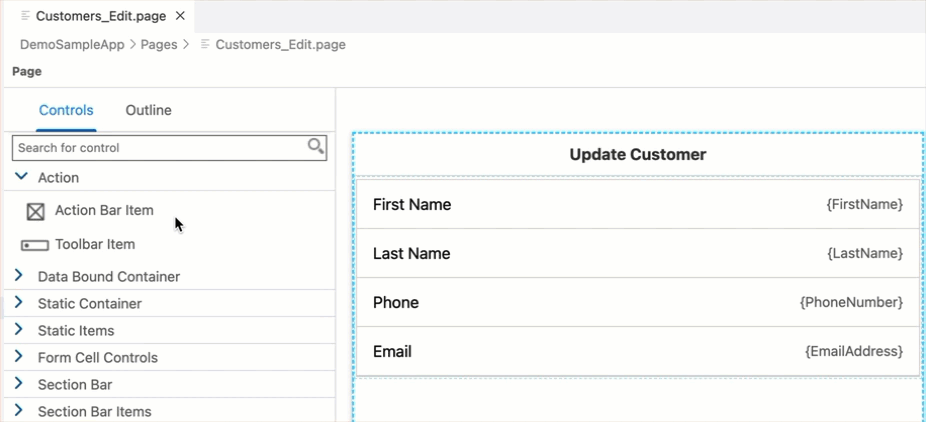 Customers_Edit.page ×
DemoSampleApp > Pages > Customers_Edit.page
Page
Controls Outline
Search for control
Action
Action Bar Item
Toolbar Item
Data Bound Container
Static Container
Static Items
Form Cell Controls
Section Bar
Section Bar Items
Update Customer
First Name {FirstName}
Last Name {LastName}
Phone {PhoneNumber}
Email {EmailAddress}